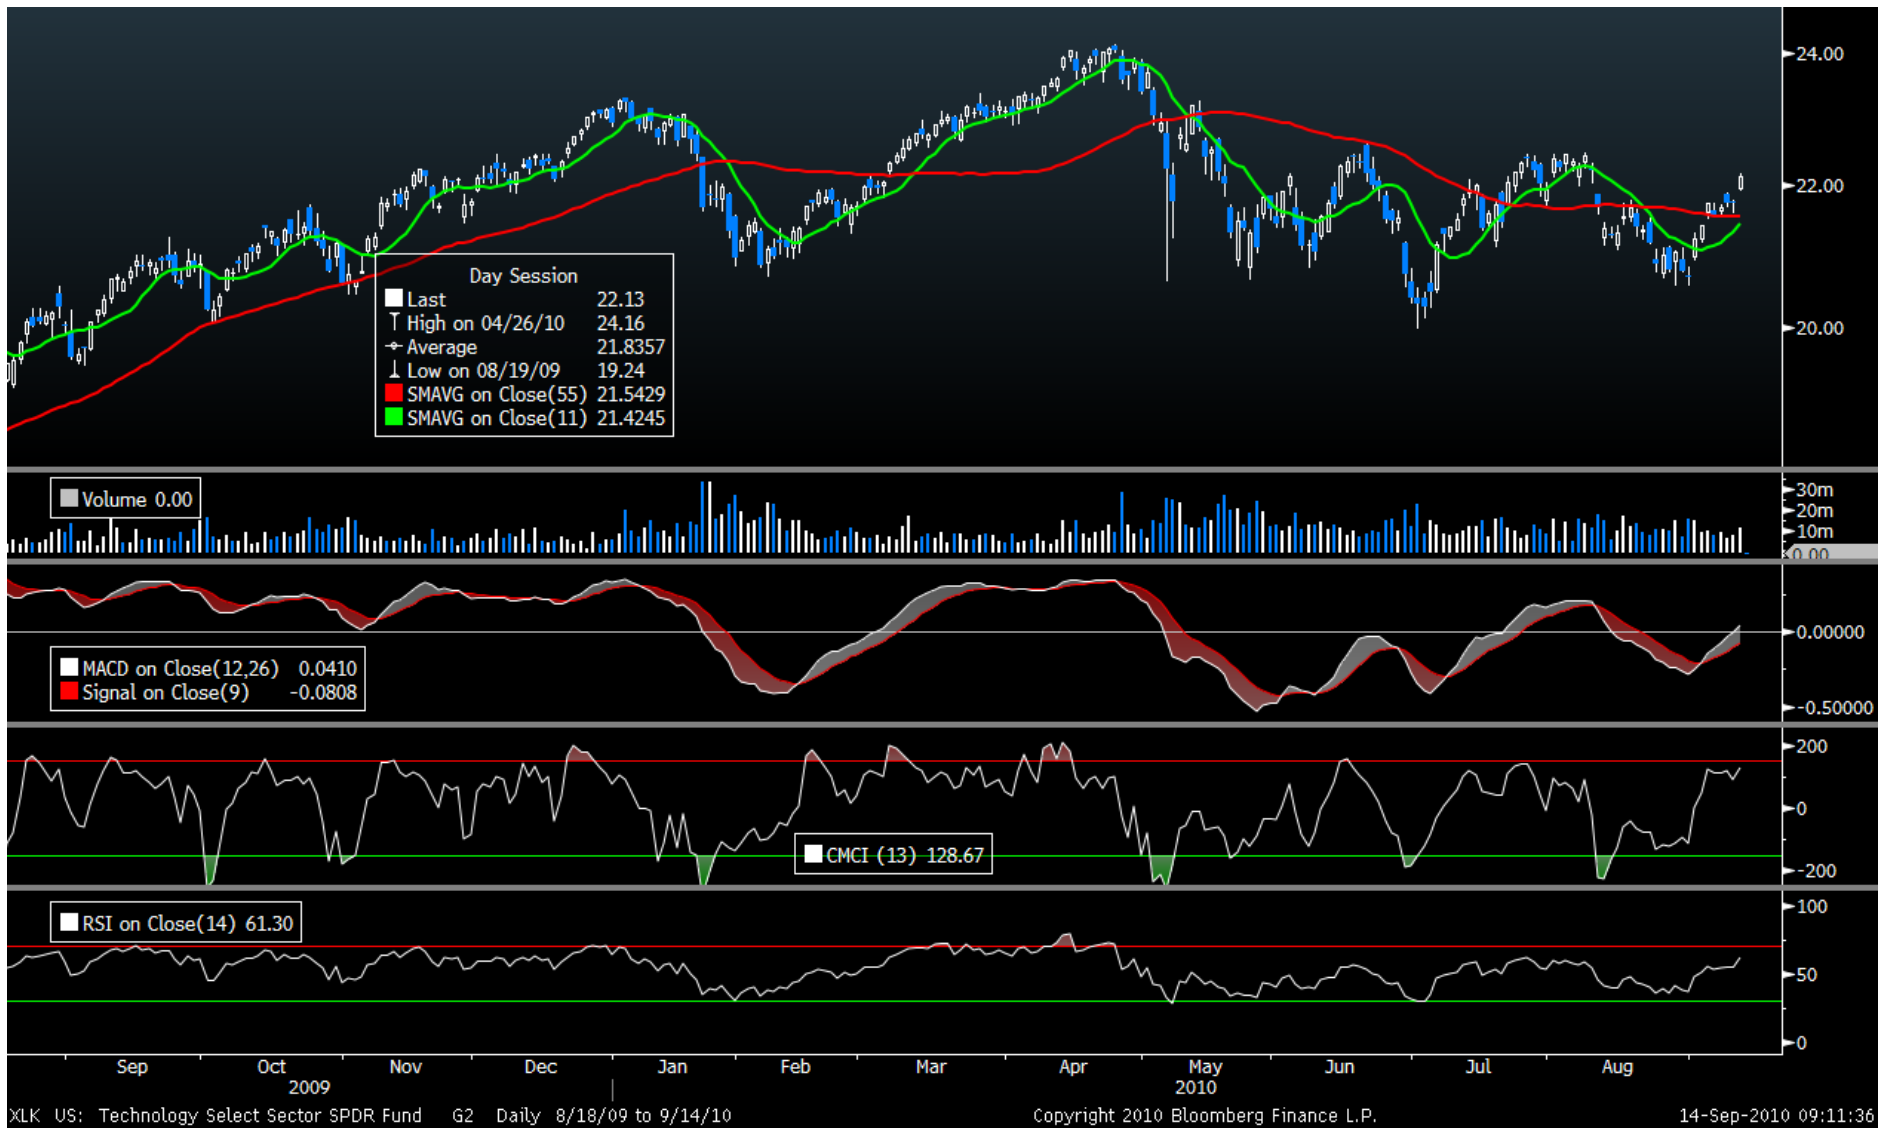 24.00
22.00
20.00
Day Session
Last 22.13
High on 04/26/10 24.16
Average 21.8357
Low on 08/19/09 19.24
SMAVG on Close(55) 21.5429
SMAVG on Close(11) 21.4245
Volume 0.00
30m
20m
10m
0.00
0.00000
-0.50000
MACD on Close(12,26) 0.0410
Signal on Close(9) -0.0808
200
0
-200
CMCI (13) 128.67
100
50
0
RSI on Close(14) 61.30
Sep Oct Nov Dec Jan Feb Mar Apr May Jun Jul Aug
2009 2010
XLK US: Technology Select Sector SPDR Fund G2 Daily 8/18/09 to 9/14/10 Copyright 2010 Bloomberg Finance L.P. 14-Sep-2010 09:11:36